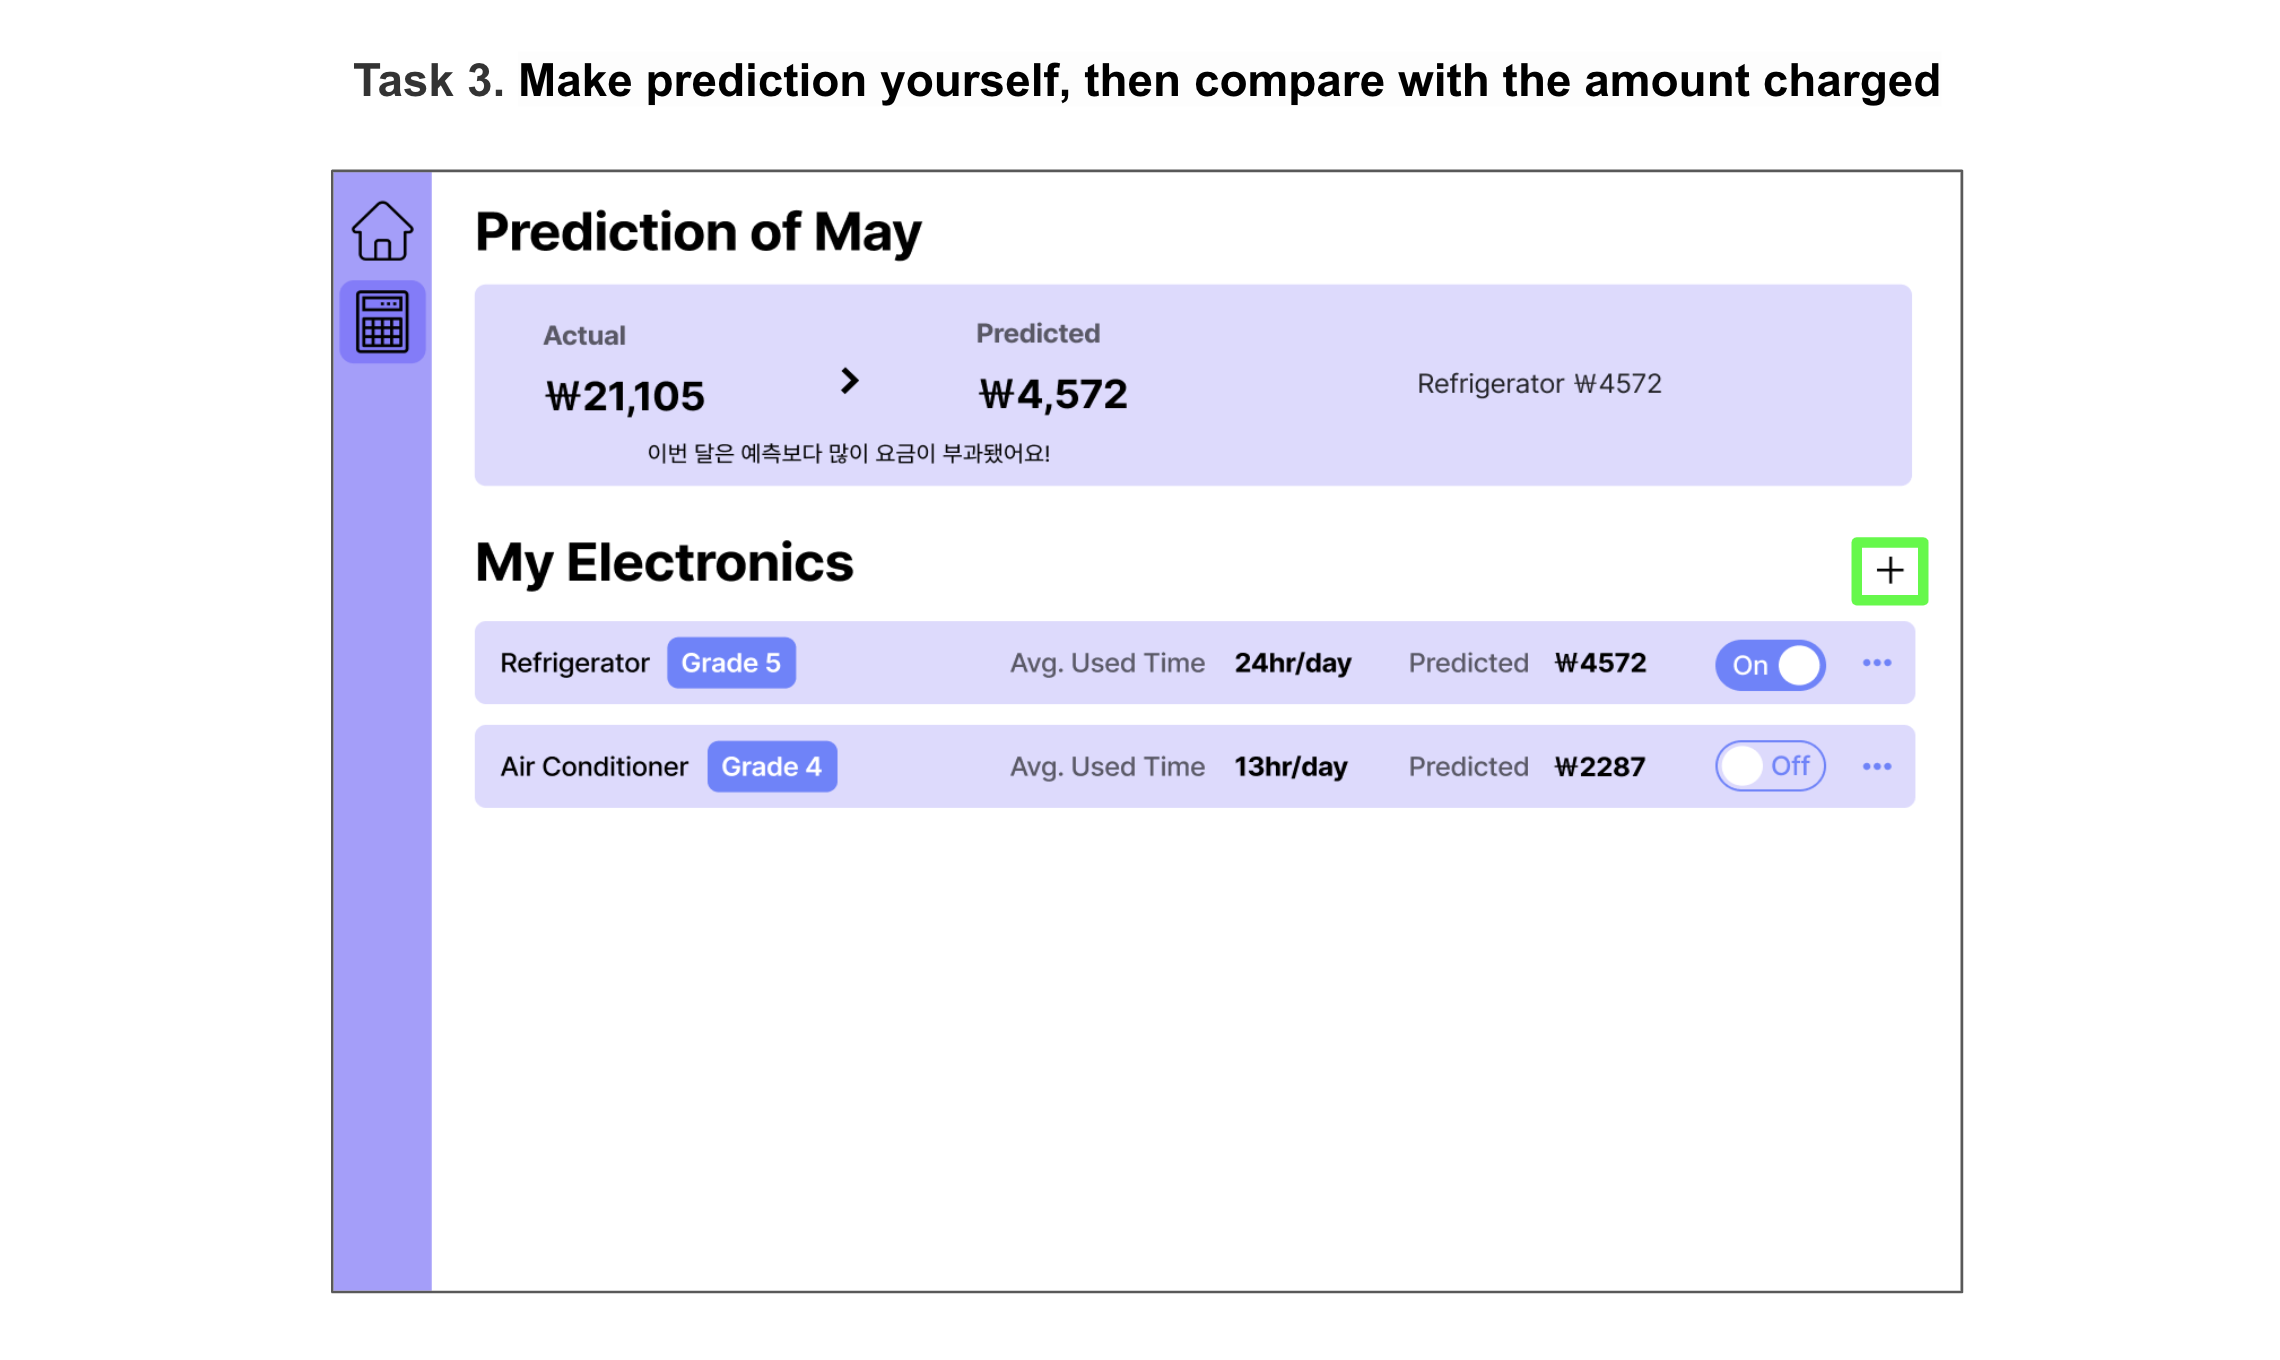 Task 3. Make prediction yourself, then compare with the amount charged
Prediction of May
Actual
₩21,105
>
Predicted
₩4,572
Refrigerator ₩4572
이번 달은 예측보다 많이 요금이 부과됐어요!
My Electronics
+
Refrigerator Grade 5 Avg. Used Time 24hr/day Predicted ₩4572 On •••
Air Conditioner Grade 4 Avg. Used Time 13hr/day Predicted ₩2287 Off •••